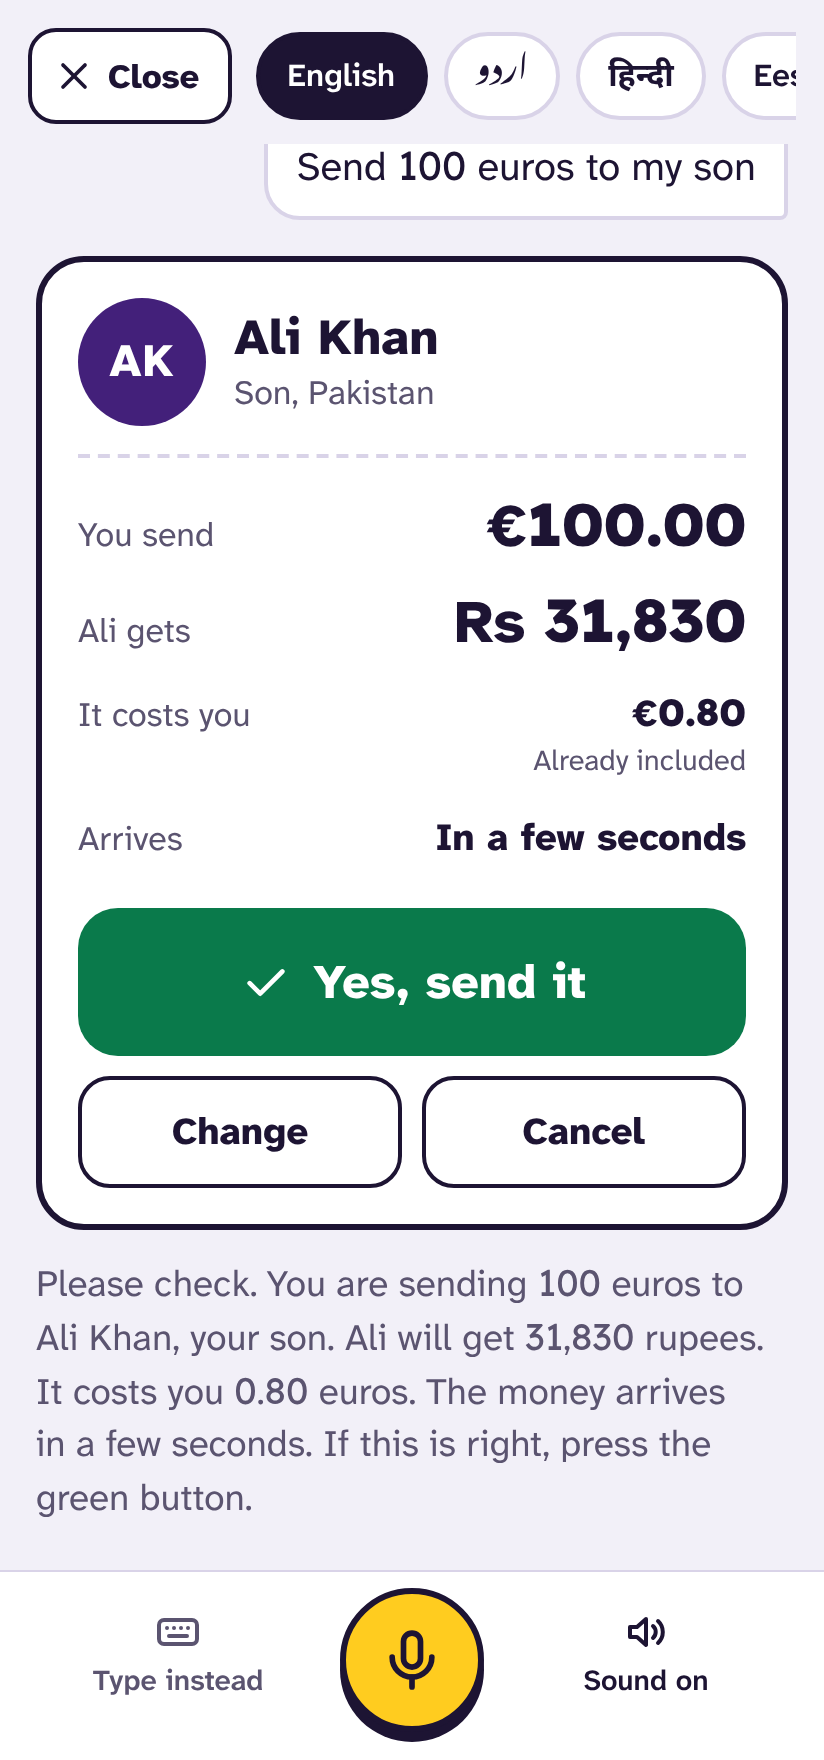 Close
English
اردو
हिन्दी
Ees
Send 100 euros to my son
AK
Ali Khan
Son, Pakistan
You send
€100.00
Ali gets
Rs 31,830
It costs you
€0.80
Already included
Arrives
In a few seconds
Yes, send it
Change
Cancel
Please check. You are sending 100 euros to
Ali Khan, your son. Ali will get 31,830 rupees.
It costs you 0.80 euros. The money arrives
in a few seconds. If this is right, press the
green button.
Type instead
Sound on